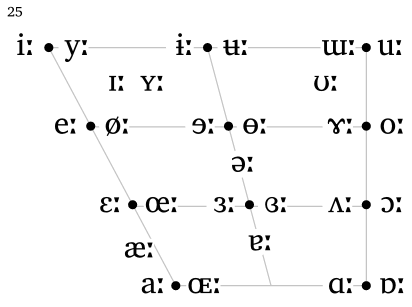 25
iː yː ɨː ʉː ɯː uː
ɪː ʏː ʊː
eː øː ɘː ɵː ɤː oː
əː
ɛː œː ɜː ɞː ʌː ɔː
æː ɐː
aː ɶː ɑː ɒː